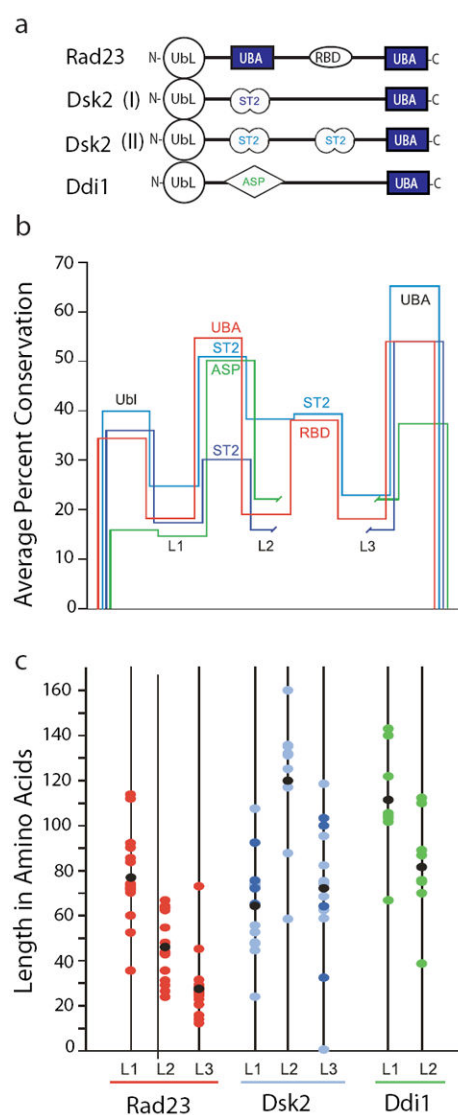 a
Rad23 N- UbL UBA RBD UBA -C
Dsk2 (I) N- UbL ST2 UBA -C
Dsk2 (II) N- UbL ST2 ST2 UBA -C
Ddi1 N- UbL ASP UBA -C
b
Average Percent Conservation
70
60
50
40
30
20
10
0
Ubl
UBA
ST2
ASP
ST2
L1
L2
ST2
RBD
L3
UBA
c
Length in Amino Acids
160
140
120
100
80
60
40
20
0
L1 L2 L3 L1 L2 L3 L1 L2
Rad23 Dsk2 Ddi1